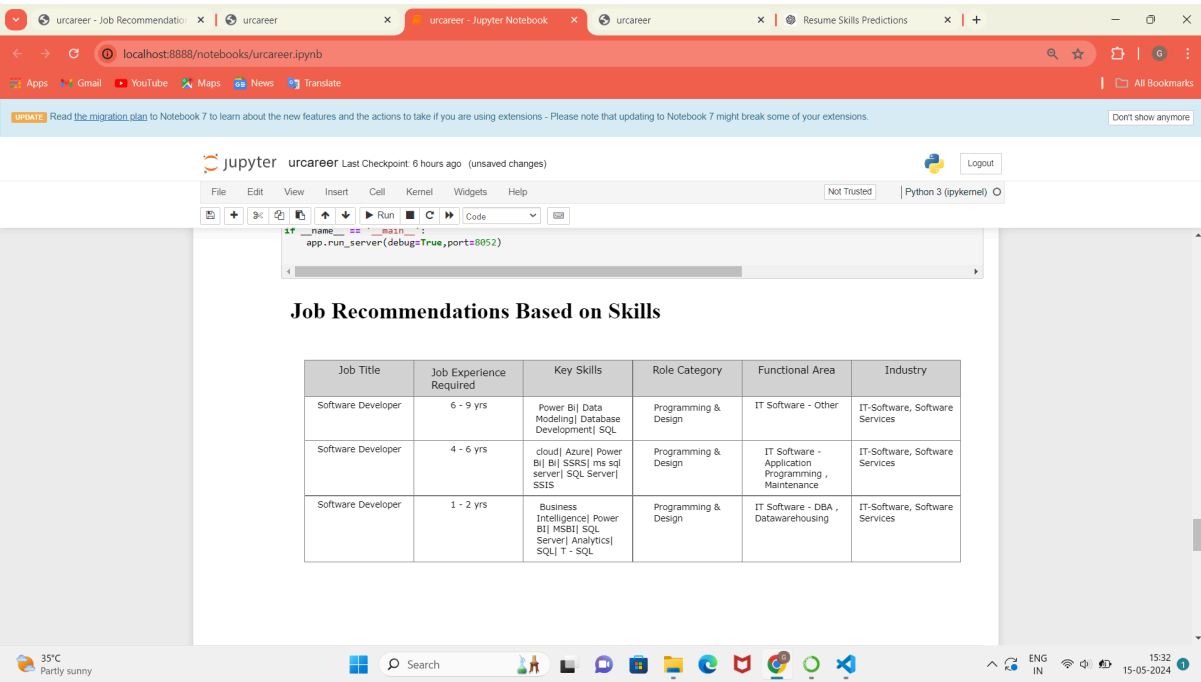 urcareer - Job Recommendatio
urcareer
urcareer - Jupyter Notebook
urcareer
Resume Skills Predictions
localhost:8888/notebooks/urcareer.ipynb
G
Apps
Gmail
YouTube
Maps
GE News
Translate
All Bookmarks
UPDATE Read the migration plan to Notebook 7 to learn about the new features and the actions to take if you are using extensions - Please note that updating to Notebook 7 might break some of your extensions.
Don't show anymore
jupyter urcareer Last Checkpoint: 6 hours ago (unsaved changes)
Logout
File Edit View Insert Cell Kernel Widgets Help
Not Trusted
Python 3 (ipykernel)
Run
Code
if __name__ == '__main__':
app.run_server(debug=True,port=8052)
Job Recommendations Based on Skills
Job Title
Job Experience
Required
Key Skills
Role Category
Functional Area
Industry
Software Developer
6 - 9 yrs
Power Bi| Data
Modeling| Database
Development| SQL
Programming &
Design
IT Software - Other
IT-Software, Software
Services
Software Developer
4 - 6 yrs
cloud| Azure| Power
Bi| Bi| SSRS| ms sql
server| SQL Server|
SSIS
Programming &
Design
IT Software -
Application
Programming ,
Maintenance
IT-Software, Software
Services
Software Developer
1 - 2 yrs
Business
Intelligence| Power
BI| MSBI| SQL
Server| Analytics|
SQL| T - SQL
Programming &
Design
IT Software - DBA ,
Datawarehousing
IT-Software, Software
Services
35°C
Partly sunny
Search
G
ENG
IN
15:32
15-05-2024
1